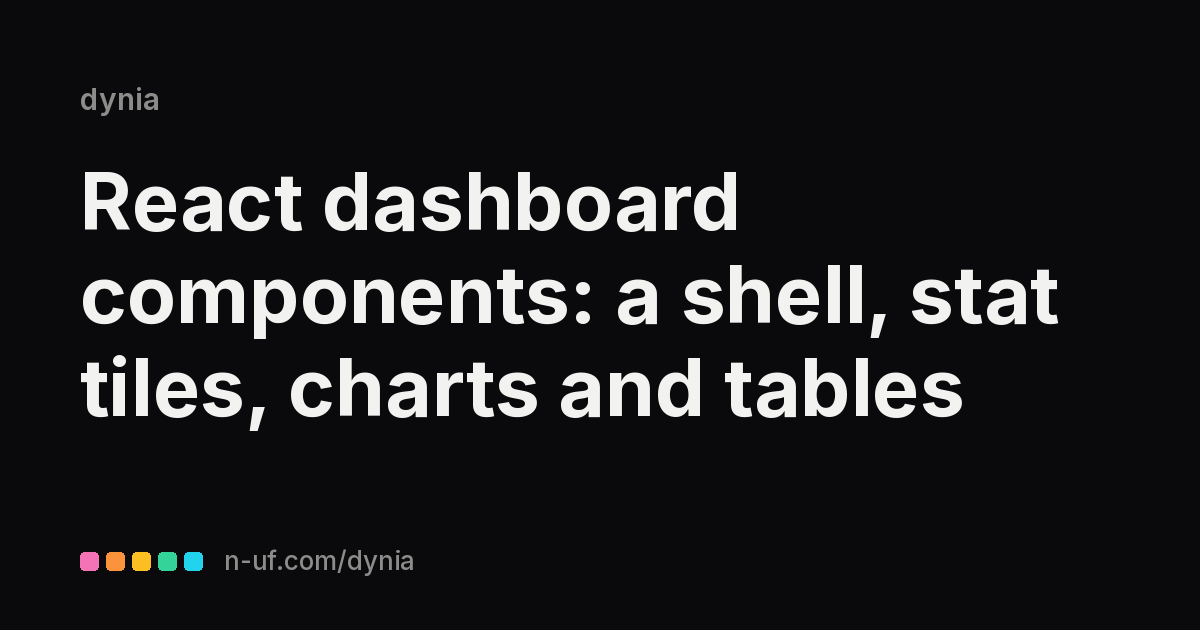 dynia
React dashboard
components: a shell, stat
tiles, charts and tables
n-uf.com/dynia